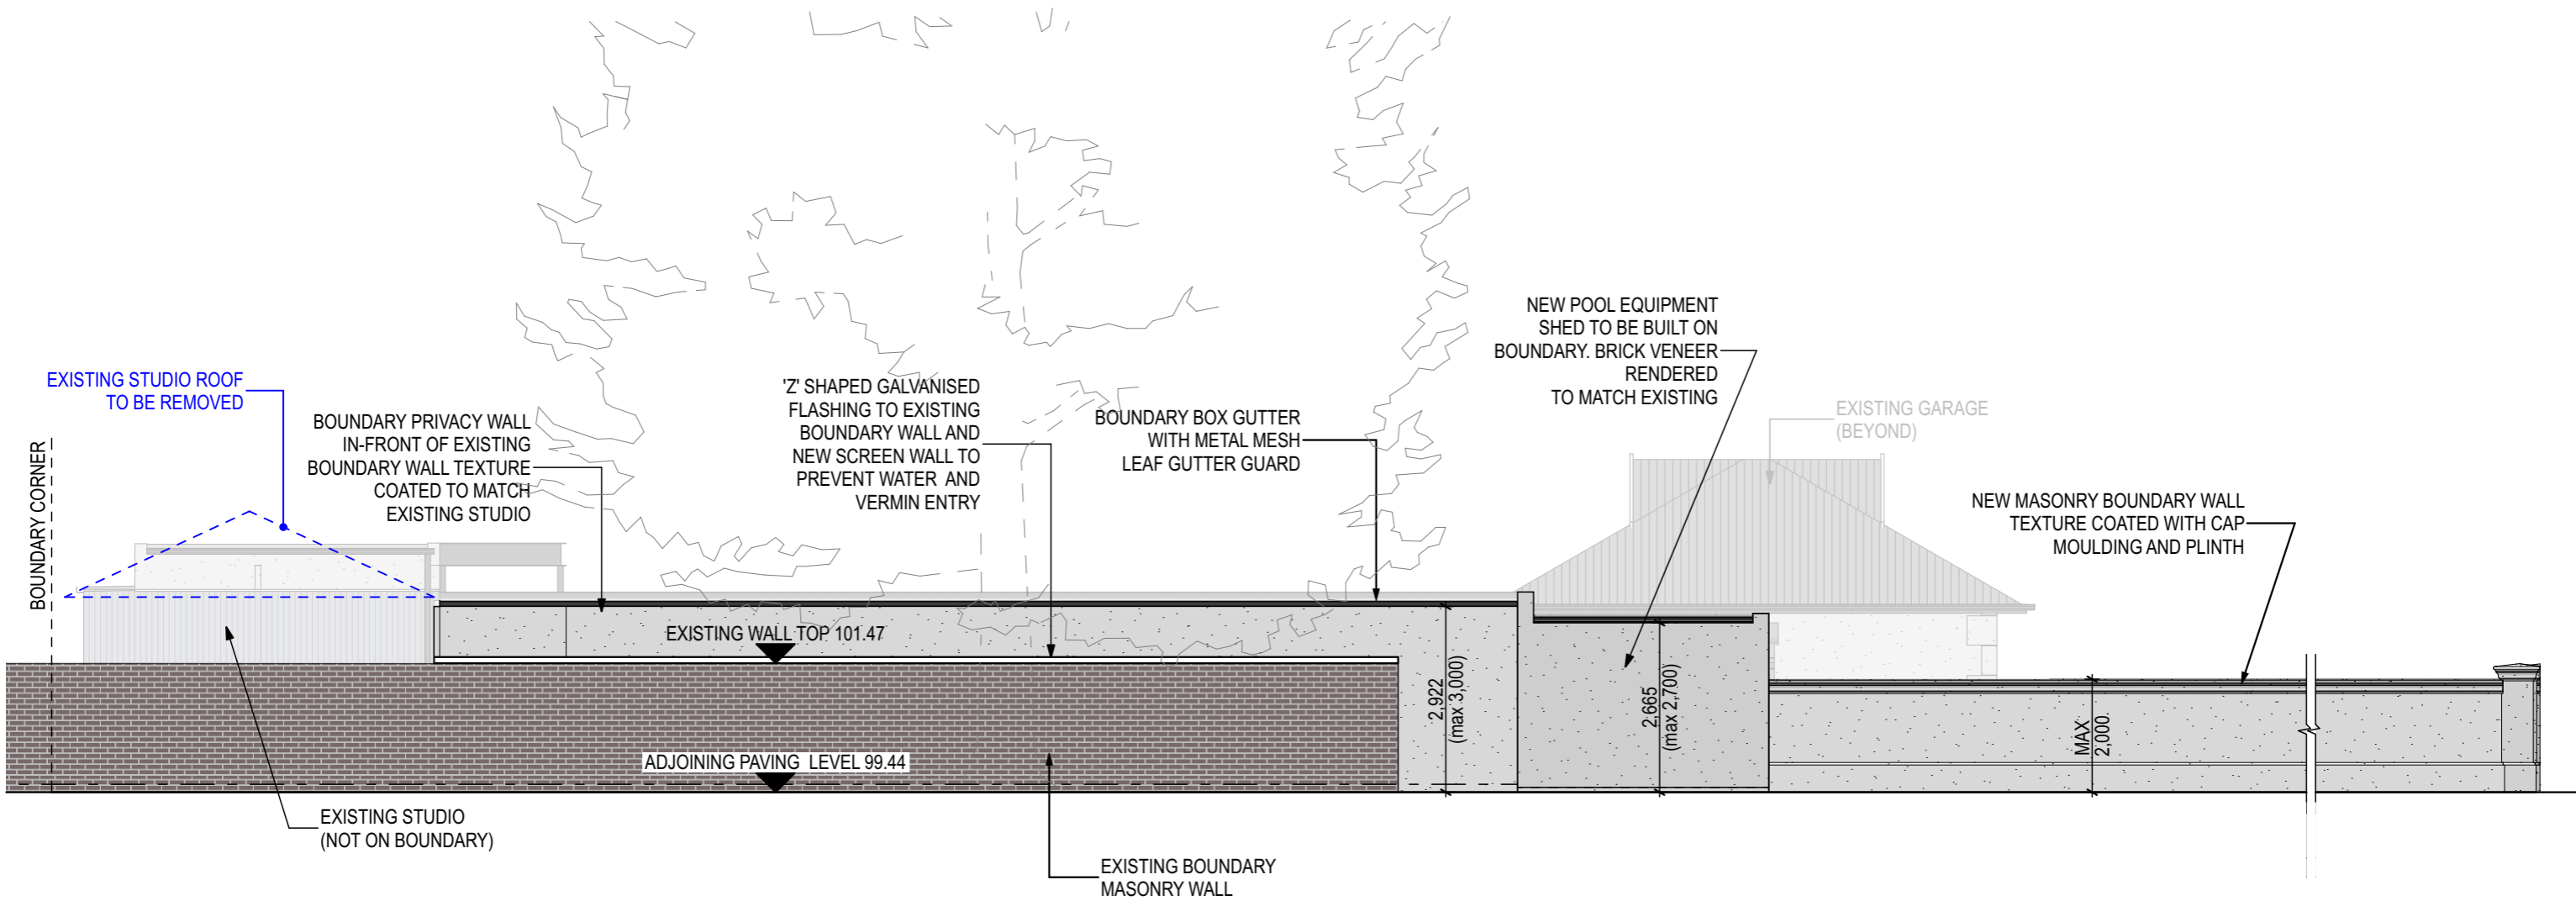 EXISTING STUDIO ROOF
TO BE REMOVED
BOUNDARY CORNER
BOUNDARY PRIVACY WALL
IN-FRONT OF EXISTING
BOUNDARY WALL TEXTURE
COATED TO MATCH
EXISTING STUDIO
'Z' SHAPED GALVANISED
FLASHING TO EXISTING
BOUNDARY WALL AND
NEW SCREEN WALL TO
PREVENT WATER AND
VERMIN ENTRY
BOUNDARY BOX GUTTER
WITH METAL MESH
LEAF GUTTER GUARD
NEW POOL EQUIPMENT
SHED TO BE BUILT ON
BOUNDARY. BRICK VENEER
RENDERED
TO MATCH EXISTING
EXISTING GARAGE
(BEYOND)
NEW MASONRY BOUNDARY WALL
TEXTURE COATED WITH CAP
MOULDING AND PLINTH
EXISTING WALL TOP 101.47
ADJOINING PAVING LEVEL 99.44
2,922
(max 3,000)
2,665
(max 2,700)
MAX
2,000
EXISTING STUDIO
(NOT ON BOUNDARY)
EXISTING BOUNDARY
MASONRY WALL